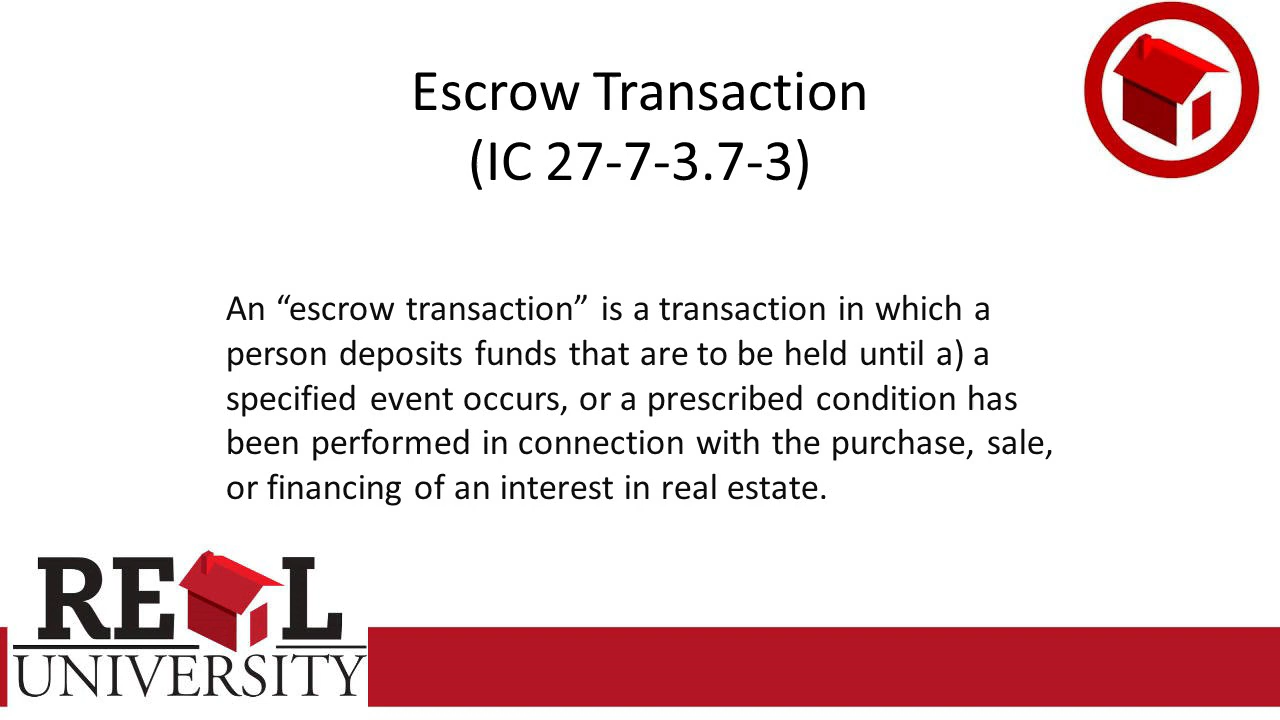 Escrow Transaction
(IC 27-7-3.7-3)
An “escrow transaction” is a transaction in which a
person deposits funds that are to be held until a) a
specified event occurs, or a prescribed condition has
been performed in connection with the purchase, sale,
or financing of an interest in real estate.
RE L
UNIVERSITY